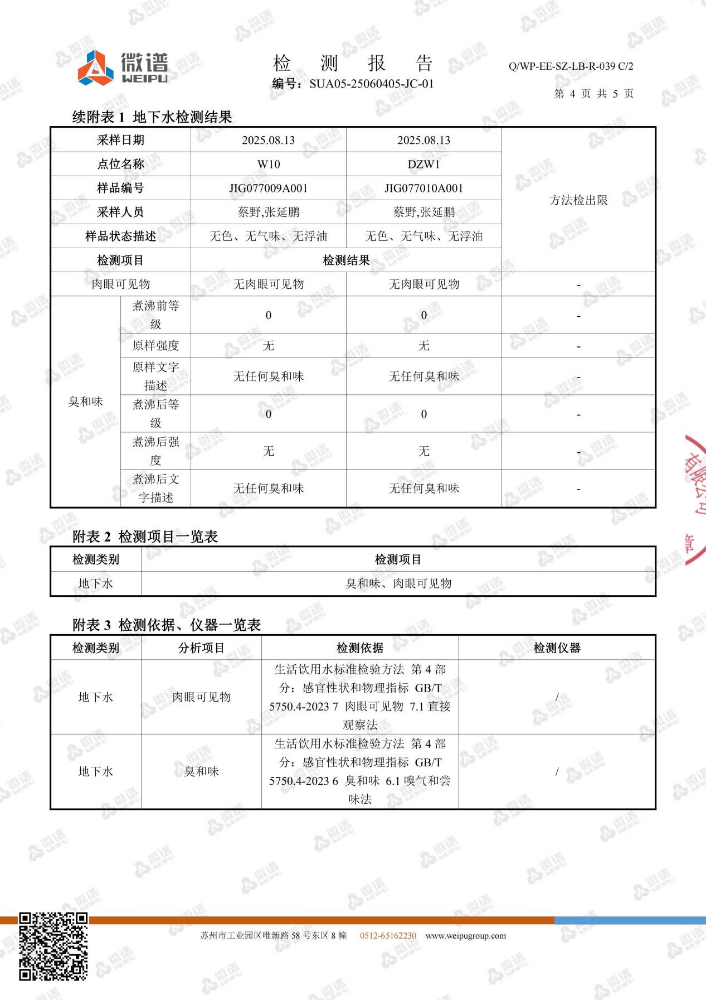 微谱
WEIPU
检 测 报 告
编号：SUA05-25060405-JC-01
Q/WP-EE-SZ-LB-R-039 C/2
第 4 页 共 5 页
续附表 1 地下水检测结果
采样日期 2025.08.13 2025.08.13 方法检出限
点位名称 W10 DZW1
样品编号 JIG077009A001 JIG077010A001
采样人员 蔡野,张延鹏 蔡野,张延鹏
样品状态描述 无色、无气味、无浮油 无色、无气味、无浮油
检测项目 检测结果
肉眼可见物 无肉眼可见物 无肉眼可见物 -
臭和味
煮沸前等
级
0 0 -
原样强度 无 无 -
原样文字
描述
无任何臭和味 无任何臭和味 -
煮沸后等
级
0 0 -
煮沸后强
度
无 无 -
煮沸后文
字描述
无任何臭和味 无任何臭和味 -
附表 2 检测项目一览表
检测类别 检测项目
地下水 臭和味、肉眼可见物
附表 3 检测依据、仪器一览表
检测类别 分析项目 检测依据 检测仪器
地下水 肉眼可见物
生活饮用水标准检验方法 第 4 部
分：感官性状和物理指标 GB/T
5750.4-2023 7 肉眼可见物 7.1 直接
观察法
/
地下水 臭和味
生活饮用水标准检验方法 第 4 部
分：感官性状和物理指标 GB/T
5750.4-2023 6 臭和味 6.1 嗅气和尝
味法
/
有限公司
章
苏州市工业园区唯新路 58 号东区 8 幢 0512-65162230 www.weipugroup.com